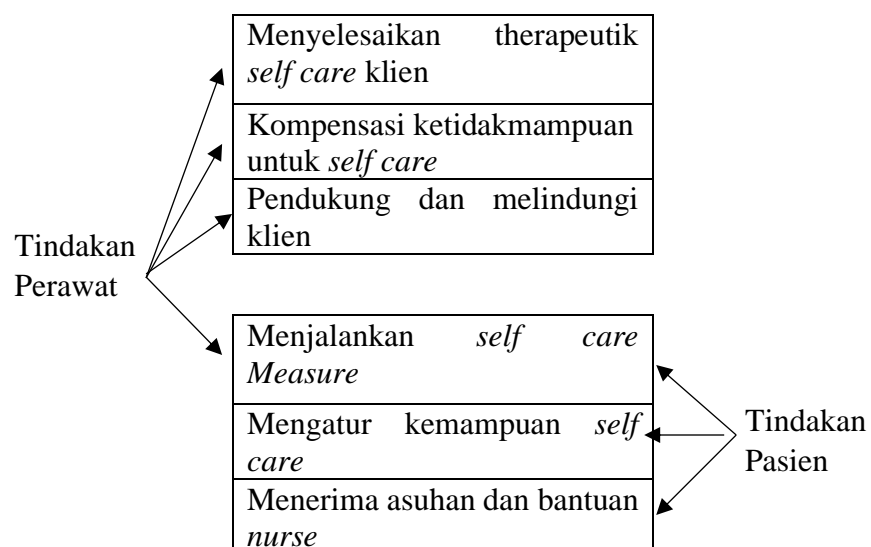 Menyelesaikan therapeutik
self care klien
Kompensasi ketidakmampuan
untuk self care
Pendukung dan melindungi
klien
Tindakan
Perawat
Menjalankan self care
Measure
Mengatur kemampuan self
care
Menerima asuhan dan bantuan
nurse
Tindakan
Pasien